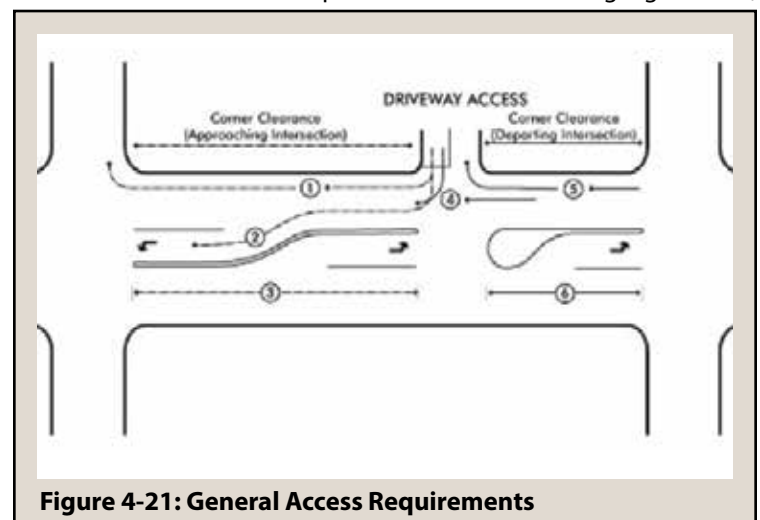 DRIVEWAY ACCESS
Corner Clearance
(Approaching Intersection)
Corner Clearance
(Departing Intersection)
1
5
4
2
3
6
Figure 4-21: General Access Requirements